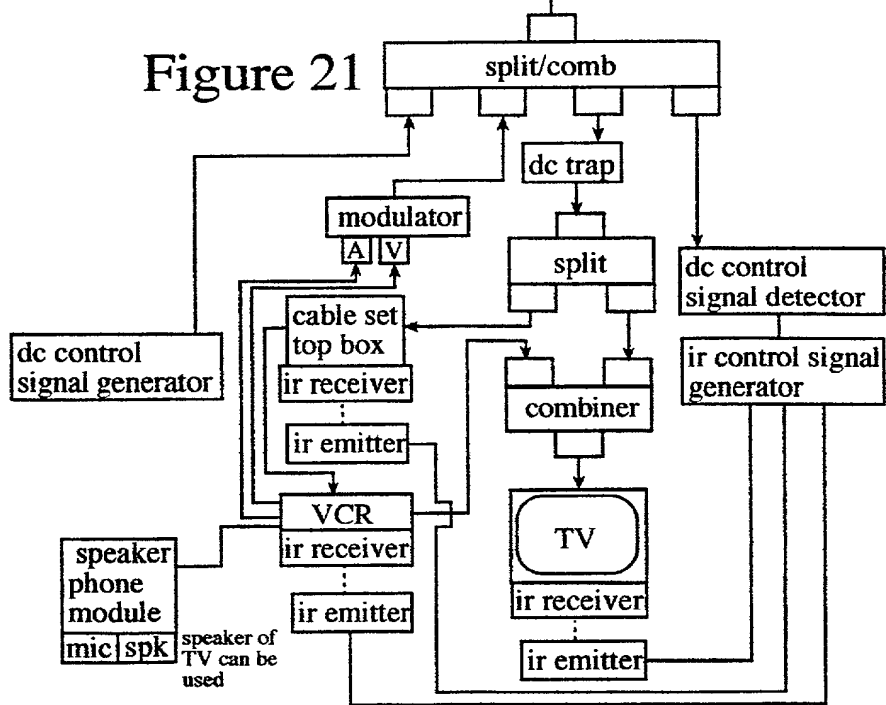 Figure 21
split/comb
dc trap
modulator
A V
split
dc control
signal detector
cable set
top box
ir receiver
dc control
signal generator
ir control signal
generator
combiner
ir emitter
VCR
ir receiver
TV
ir receiver
speaker
phone
module
mic spk
speaker of
TV can be
used
ir emitter
ir emitter